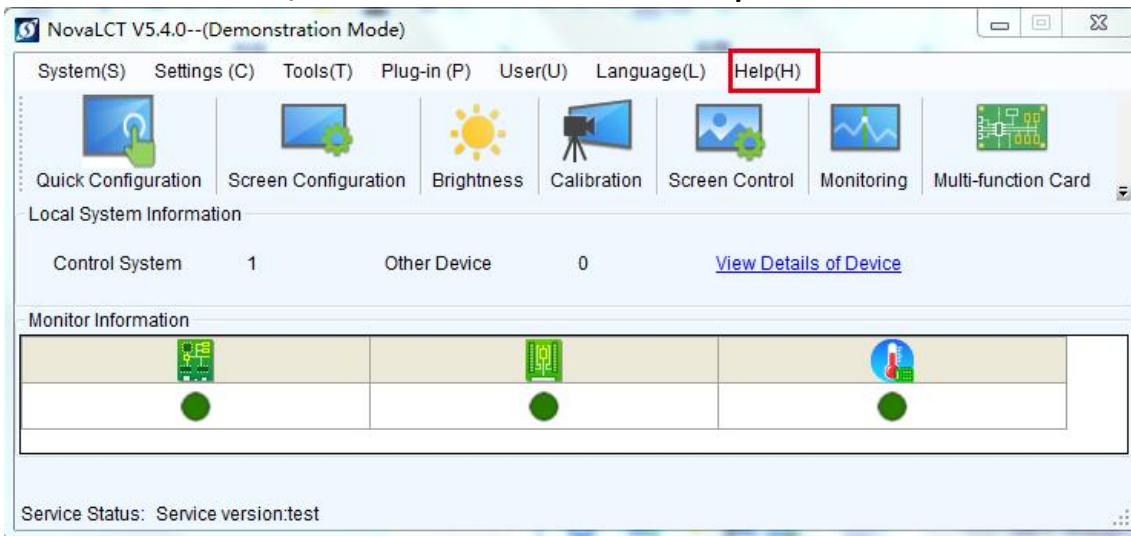 NovaLCT V5.4.0--(Demonstration Mode)
System(S) Settings (C) Tools(T) Plug-in (P) User(U) Language(L) Help(H)
Quick Configuration Screen Configuration Brightness Calibration Screen Control Monitoring Multi-function Card
Local System Information
Control System 1 Other Device 0 View Details of Device
Monitor Information
Service Status: Service version:test